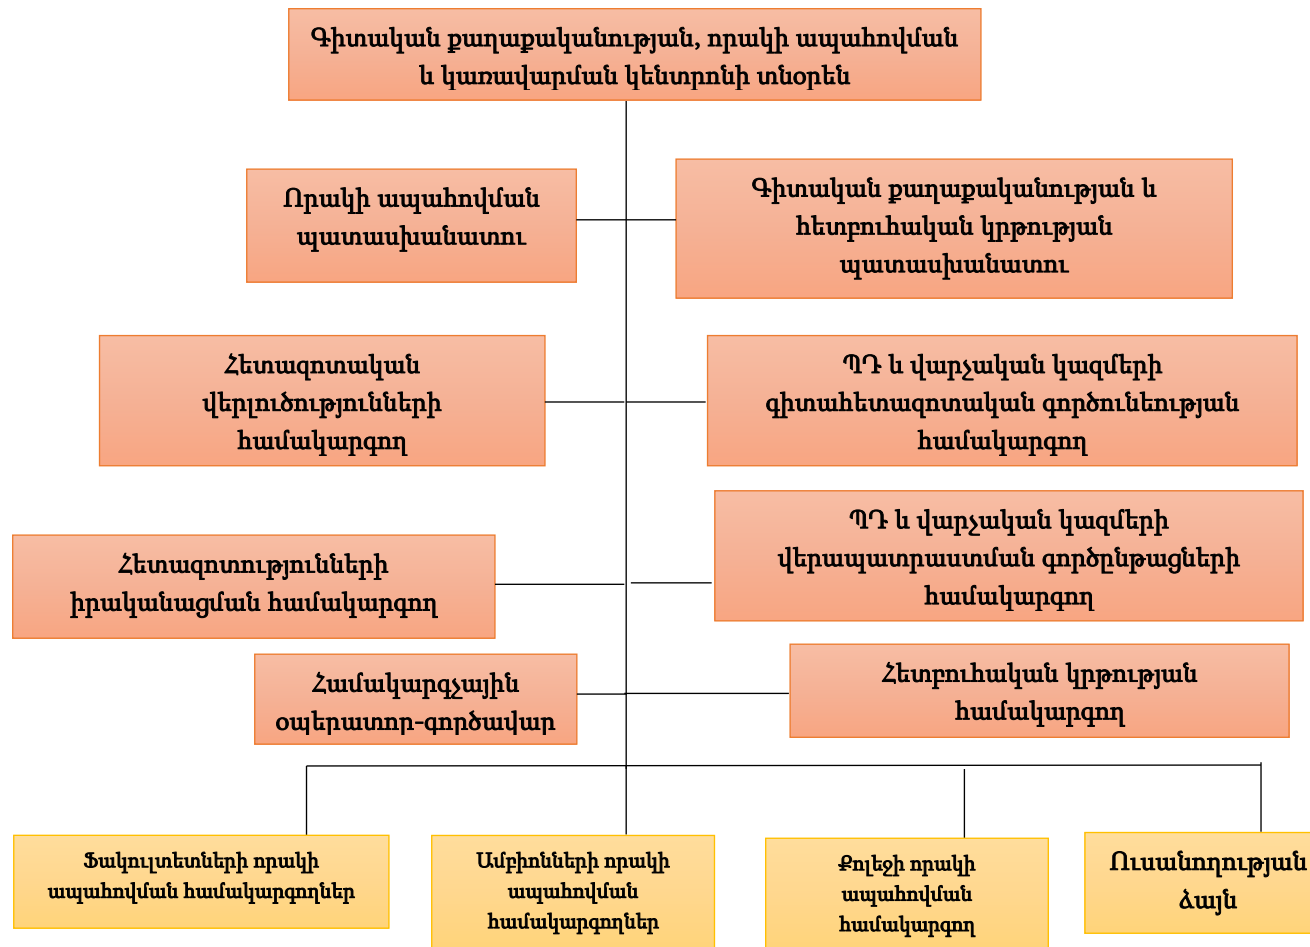 Գիտական քաղաքականության, որակի ապահովման
և կառավարման կենտրոնի տնօրեն
Որակի ապահովման
պատասխանատու
Գիտական քաղաքականության և
հետբուհական կրթության
պատասխանատու
Հետազոտական
վերլուծությունների
համակարգող
ՊԴ և վարչական կազմերի
գիտահետազոտական գործունեության
համակարգող
Հետազոտությունների
իրականացման համակարգող
ՊԴ և վարչական կազմերի
վերապատրաստման գործընթացների
համակարգող
Համակարգչային
օպերատոր-գործավար
Հետբուհական կրթության
համակարգող
Ֆակուլտետների որակի
ապահովման համակարգողներ
Ամբիոնների որակի
ապահովման
համակարգողներ
Քոլեջի որակի
ապահովման
համակարգող
Ուսանողության
ձայն